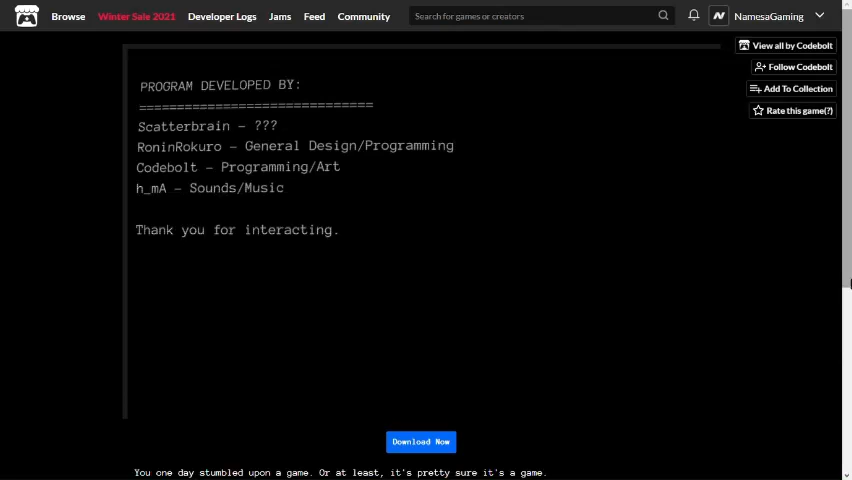 Browse Winter Sale 2021 Developer Logs Jams Feed Community Search for games or creators NamesaGaming
View all by Codebolt
Follow Codebolt
Add To Collection
Rate this game(?)
PROGRAM DEVELOPED BY:
==============================
Scatterbrain - ???
RoninRokuro - General Design/Programming
Codebolt - Programming/Art
h_mA - Sounds/Music
Thank you for interacting.
Download Now
You one day stumbled upon a game. Or at least, it's pretty sure it's a game.